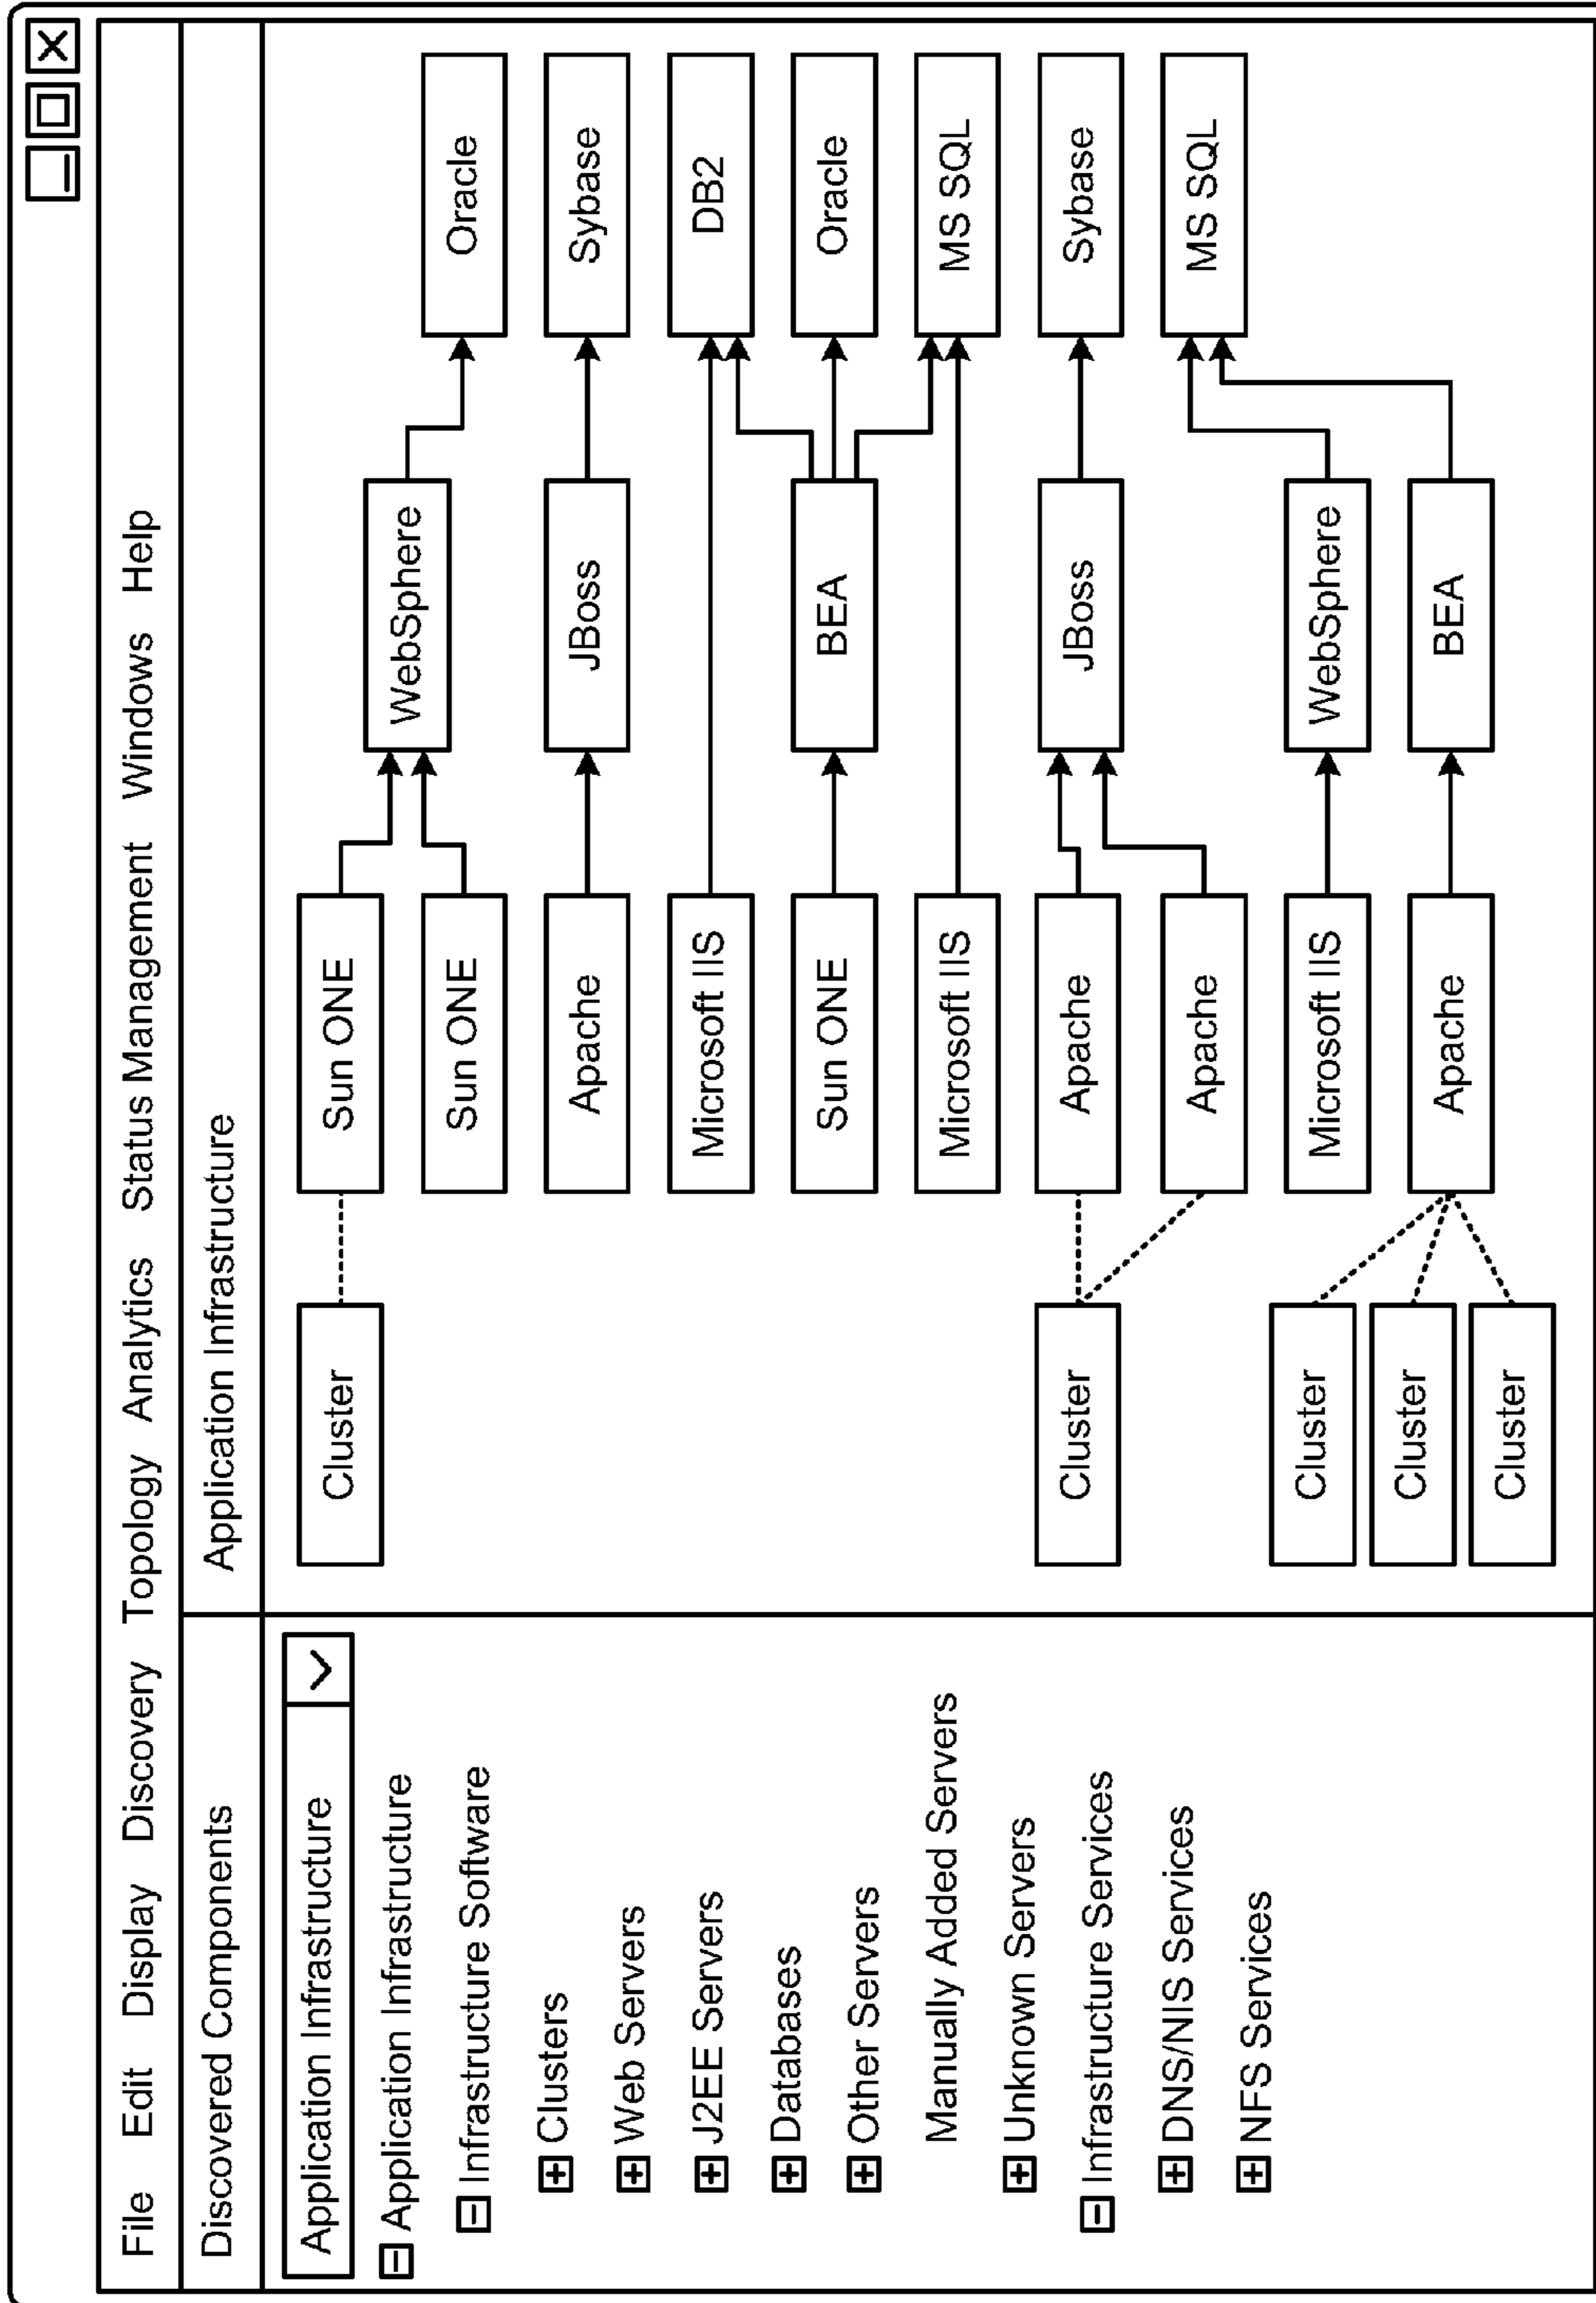 File Edit Display Discovery Topology Analytics Status Management Windows Help
Discovered Components
Application Infrastructure
Application Infrastructure
Application Infrastructure
Infrastructure Software
Clusters
Web Servers
J2EE Servers
Databases
Other Servers
Manually Added Servers
Unknown Servers
Infrastructure Services
DNS/NIS Services
NFS Services
Cluster
Cluster
Cluster
Cluster
Cluster
Sun ONE
Sun ONE
Apache
Microsoft IIS
Sun ONE
Microsoft IIS
Apache
Apache
Microsoft IIS
Apache
WebSphere
JBoss
BEA
JBoss
WebSphere
BEA
Oracle
Sybase
DB2
Oracle
MS SQL
Sybase
MS SQL